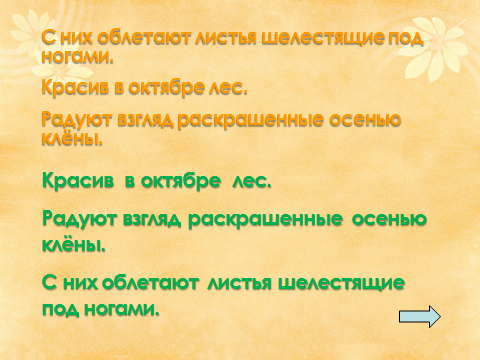 С них облетают листья шелестящие под
ногами.
Красив в октябре лес.
Радуют взгляд раскрашенные осенью
клёны.
Красив в октябре лес.
Радуют взгляд раскрашенные осенью
клёны.
С них облетают листья шелестящие
под ногами.